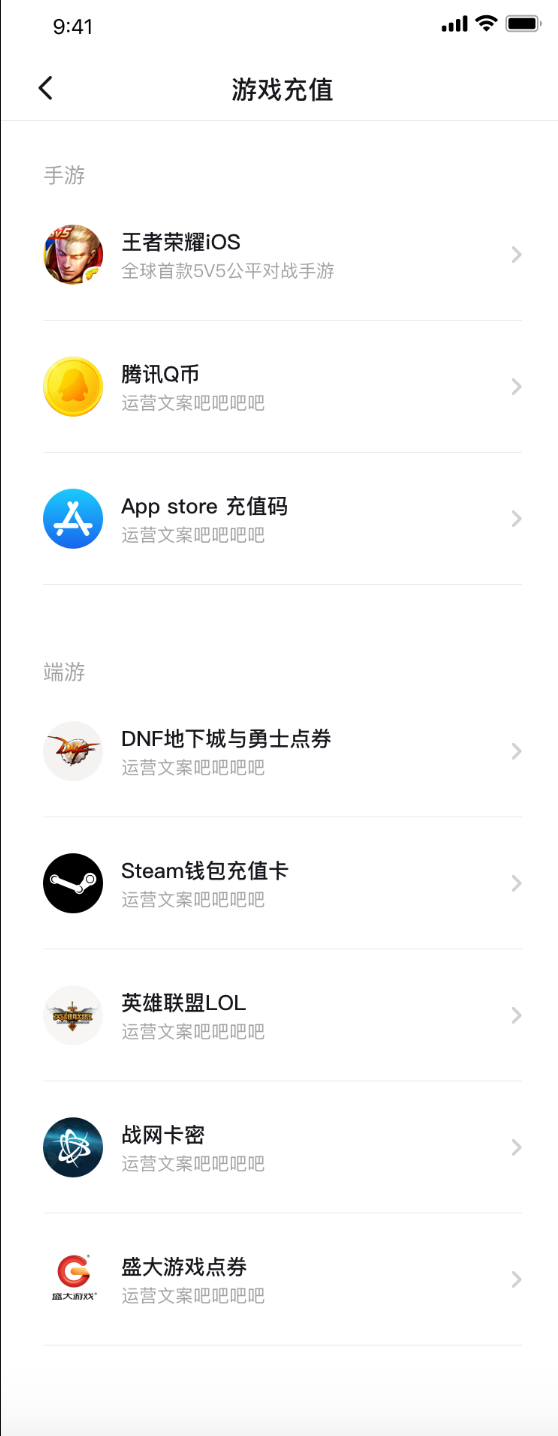 9:41
游戏充值
手游
王者荣耀iOS
全球首款5V5公平对战手游
腾讯Q币
运营文案吧吧吧吧
App store 充值码
运营文案吧吧吧吧
端游
DNF地下城与勇士点券
运营文案吧吧吧吧
Steam钱包充值卡
运营文案吧吧吧吧
英雄联盟LOL
运营文案吧吧吧吧
战网卡密
运营文案吧吧吧吧
盛大游戏点券
盛大游戏
运营文案吧吧吧吧